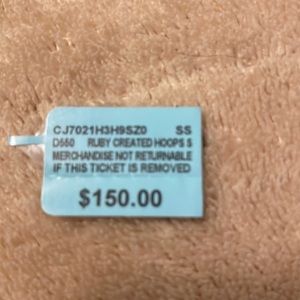 CJ7021H3H9SZ0 SS
D550 RUBY CREATED HOOPS S
MERCHANDISE NOT RETURNABLE
IF THIS TICKET IS REMOVED
$150.00